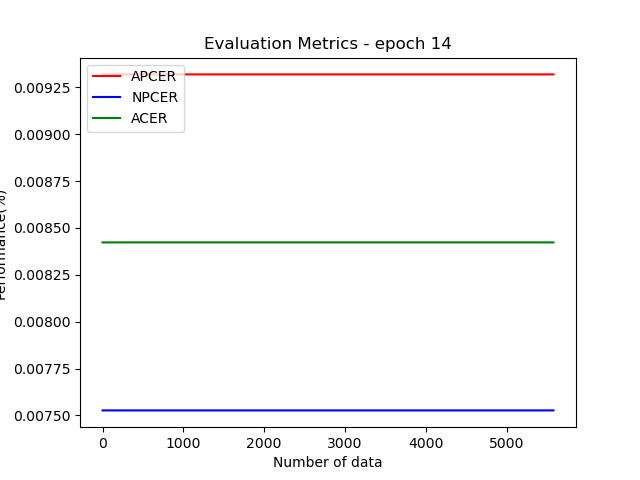 Evaluation Metrics - epoch 14
APCER
NPCER
ACER
0.00925
0.00900
0.00875
0.00850
0.00825
0.00800
0.00775
0.00750
Performance(%)
0 1000 2000 3000 4000 5000
Number of data